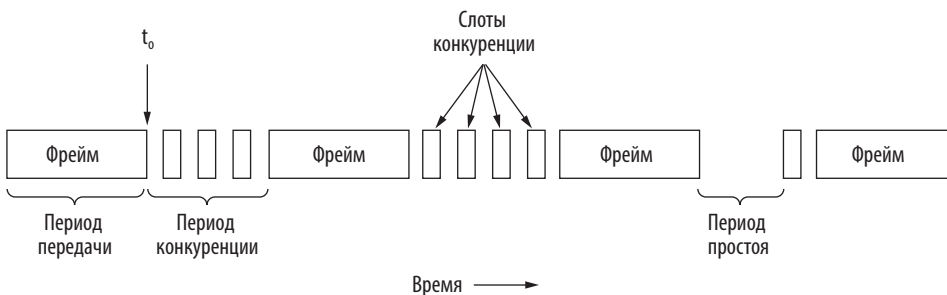 t₀
Слоты
конкуренции
Фрейм
Фрейм
Фрейм
Фрейм
Период
передачи
Период
конкуренции
Период
простоя
Время